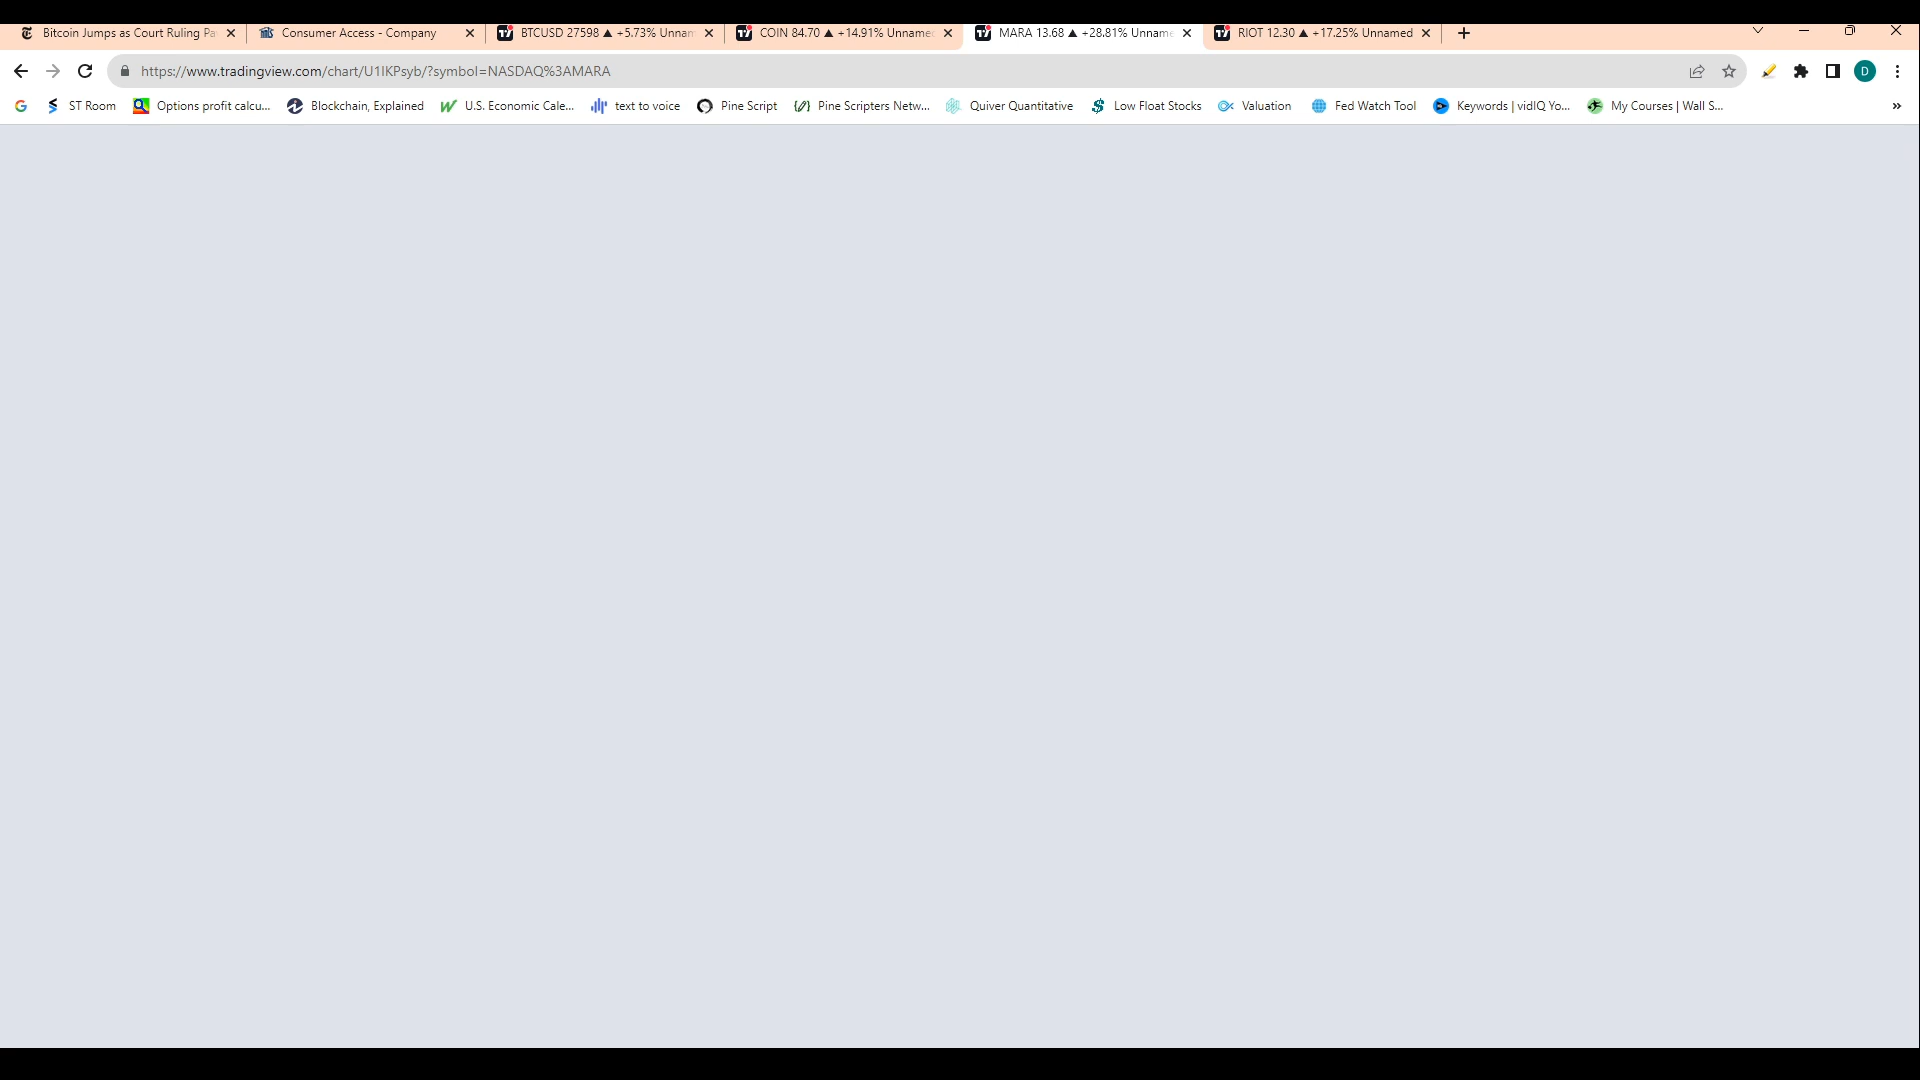 Bitcoin Jumps as Court Ruling Pa
Consumer Access - Company
BTCUSD 27598 ▲ +5.73% Unnam
COIN 84.70 ▲ +14.91% Unnamed
MARA 13.68 ▲ +28.81% Unname
RIOT 12.30 ▲ +17.25% Unnamed
https://www.tradingview.com/chart/U1IKPsyb/?symbol=NASDAQ%3AMARA
D
ST Room
Options profit calcu...
Blockchain, Explained
U.S. Economic Cale...
text to voice
Pine Script
Pine Scripters Netw...
Quiver Quantitative
Low Float Stocks
Valuation
Fed Watch Tool
Keywords | vidIQ Yo...
My Courses | Wall S...